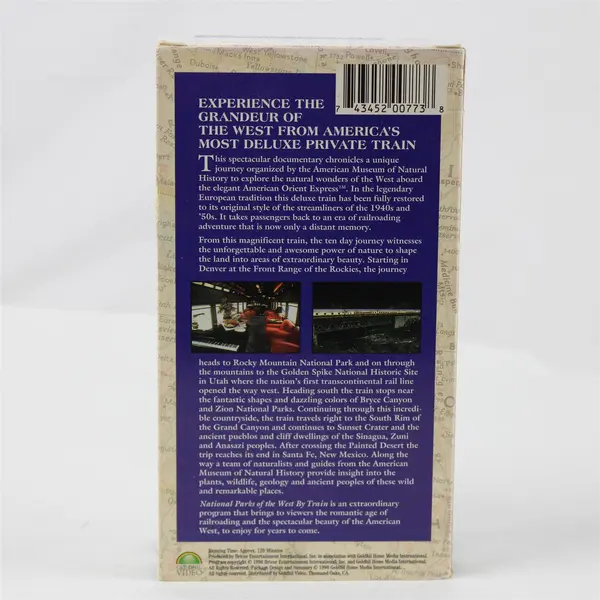 West Yellowstone
Dubois
7 43452 00773 8
EXPERIENCE THE
GRANDEUR OF
THE WEST FROM AMERICA'S
MOST DELUXE PRIVATE TRAIN
This spectacular documentary chronicles a unique
journey organized by the American Museum of Natural
History to explore the natural wonders of the West aboard
the elegant American Orient Express℠. In the legendary
European tradition this deluxe train has been fully restored
to its original style of the streamliners of the 1940s and
'50s. It takes passengers back to an era of railroading
adventure that is now only a distant memory.
From this magnificent train, the ten day journey witnesses
the unforgettable and awesome power of nature to shape
the land into areas of extraordinary beauty. Starting in
Denver at the Front Range of the Rockies, the journey
heads to Rocky Mountain National Park and on through
the mountains to the Golden Spike National Historic Site
in Utah where the nation's first transcontinental rail line
opened the way west. Heading south the train stops near
the fantastic shapes and dazzling colors of Bryce Canyon
and Zion National Parks. Continuing through this incredi-
ble countryside, the train travels right to the South Rim of
the Grand Canyon and continues to Sunset Crater and the
ancient pueblos and cliff dwellings of the Sinagua, Zuni
and Anasazi peoples. After crossing the Painted Desert the
trip reaches its end in Santa Fe, New Mexico. Along the
way a team of naturalists and guides from the American
Museum of Natural History provide insight into the
plants, wildlife, geology and ancient peoples of these wild
and remarkable places.
National Parks of the West By Train is an extraordinary
program that brings to viewers the romantic age of
railroading and the spectacular beauty of the American
West, to enjoy for years to come.
Running Time: Approx. 120 Minutes
VIDEO